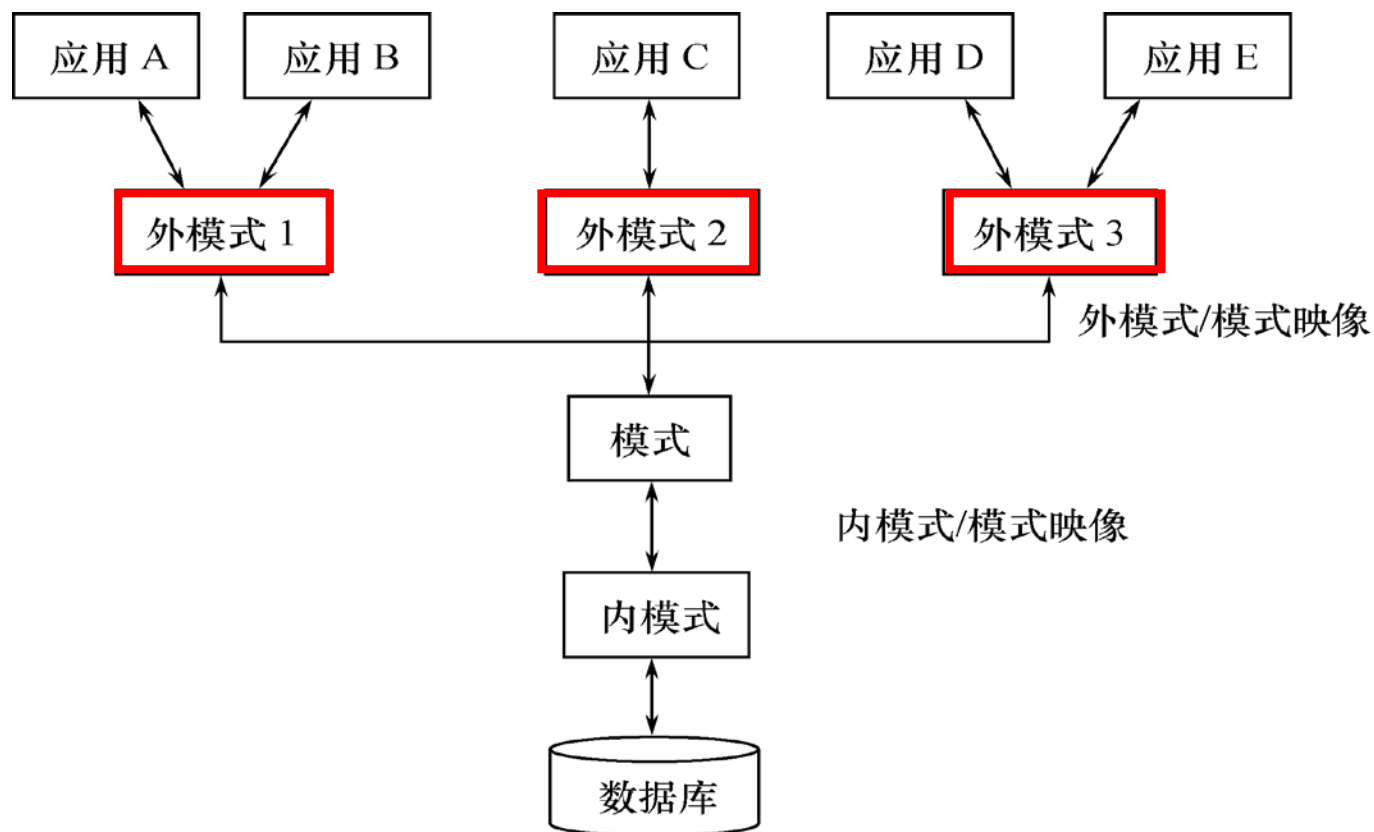 应用 A
应用 B
应用 C
应用 D
应用 E
外模式 1
外模式 2
外模式 3
外模式/模式映像
模式
内模式/模式映像
内模式
数据库